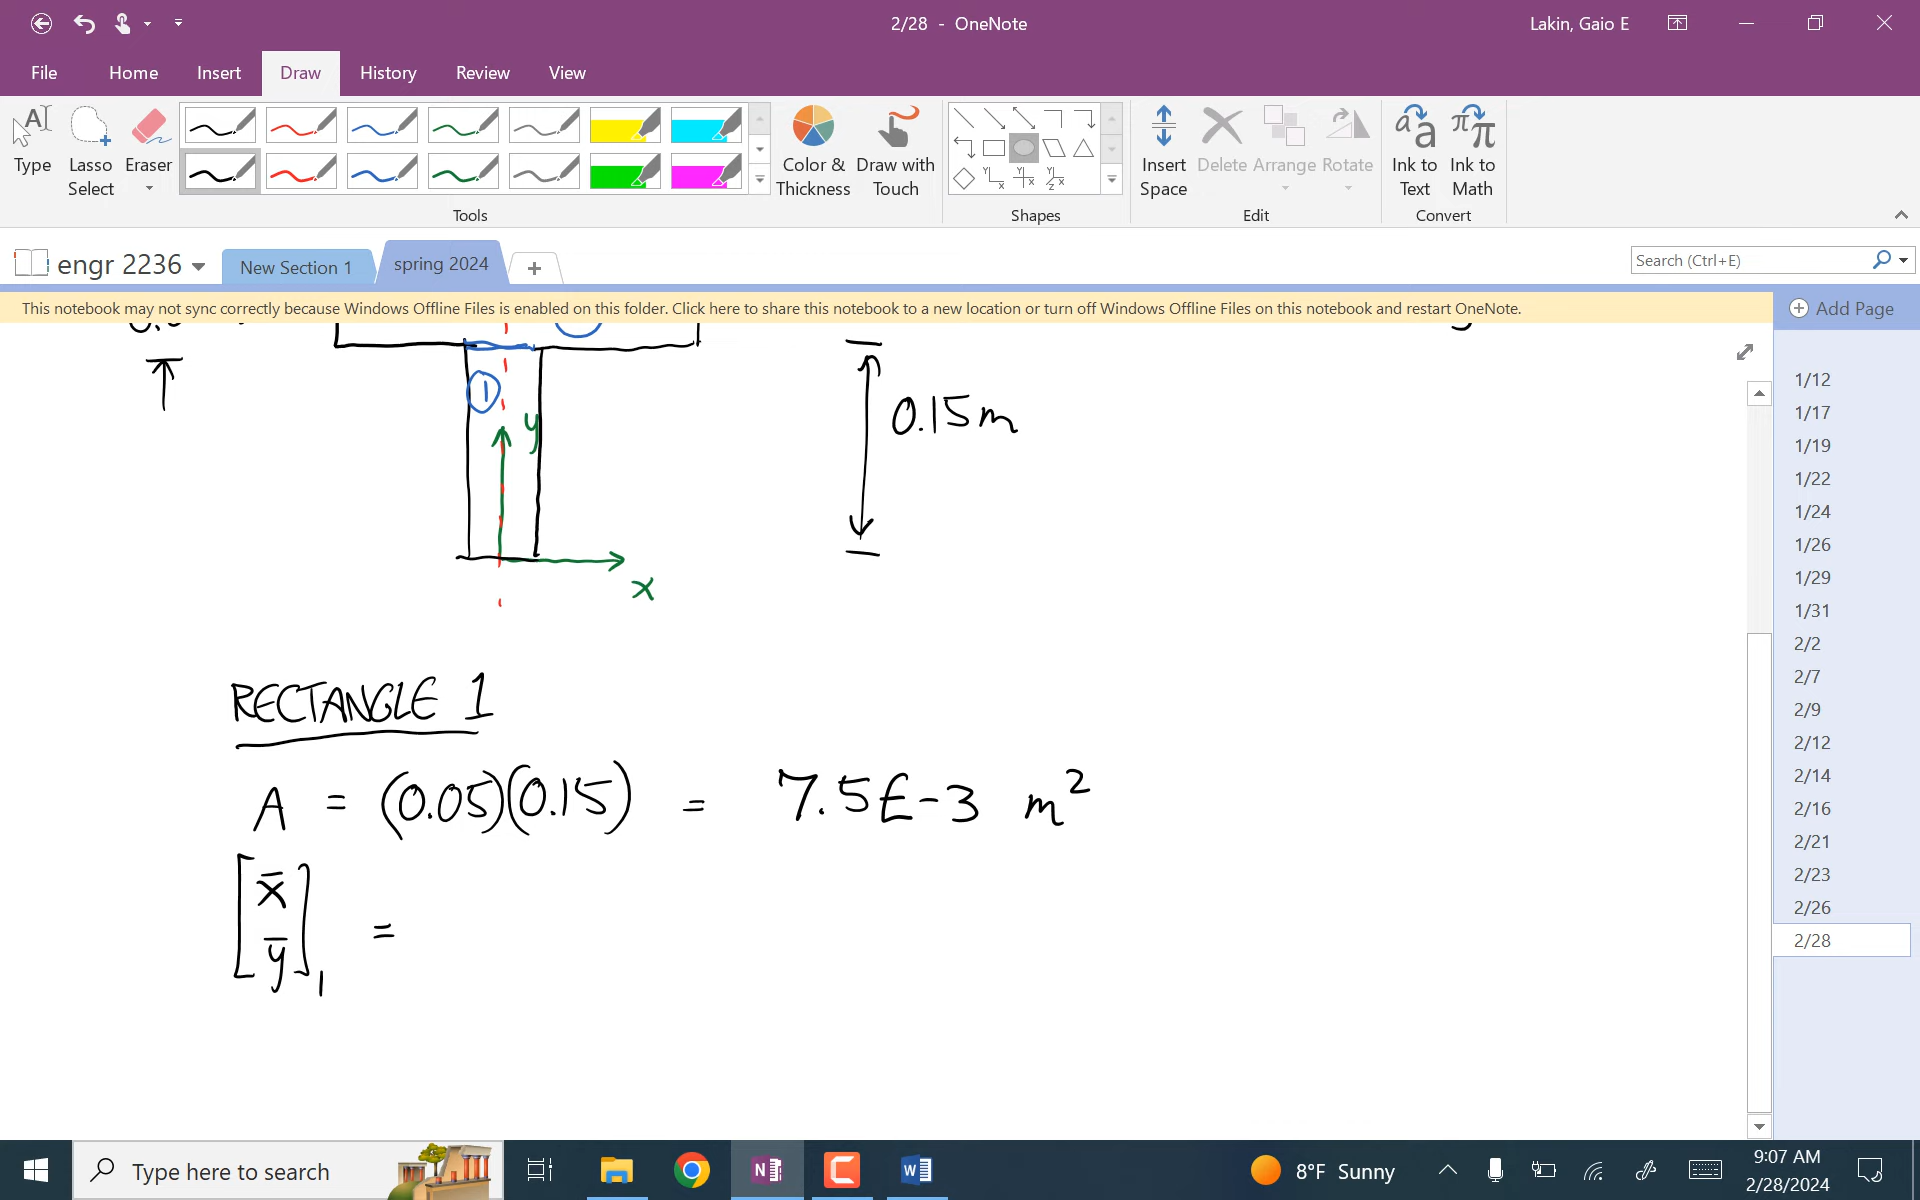 2/28 - OneNote
Lakin, Gaio E
File Home Insert Draw History Review View
Type
Lasso Select
Eraser
Color & Thickness
Draw with Touch
Insert Space
Delete
Arrange
Rotate
Ink to Text
Ink to Math
Tools
Shapes
Edit
Convert
engr 2236
New Section 1
spring 2024
Search (Ctrl+E)
This notebook may not sync correctly because Windows Offline Files is enabled on this folder. Click here to share this notebook to a new location or turn off Windows Offline Files on this notebook and restart OneNote.
Add Page
1/12
1/17
1/19
1/22
1/24
1/26
1/29
1/31
2/2
2/7
2/9
2/12
2/14
2/16
2/21
2/23
2/26
2/28
1
y
0.15m
x
RECTANGLE 1
A = (0.05)(0.15) = 7.5E-3 m²
[x̄
ȳ]₁ =
Type here to search
8°F Sunny
9:07 AM
2/28/2024